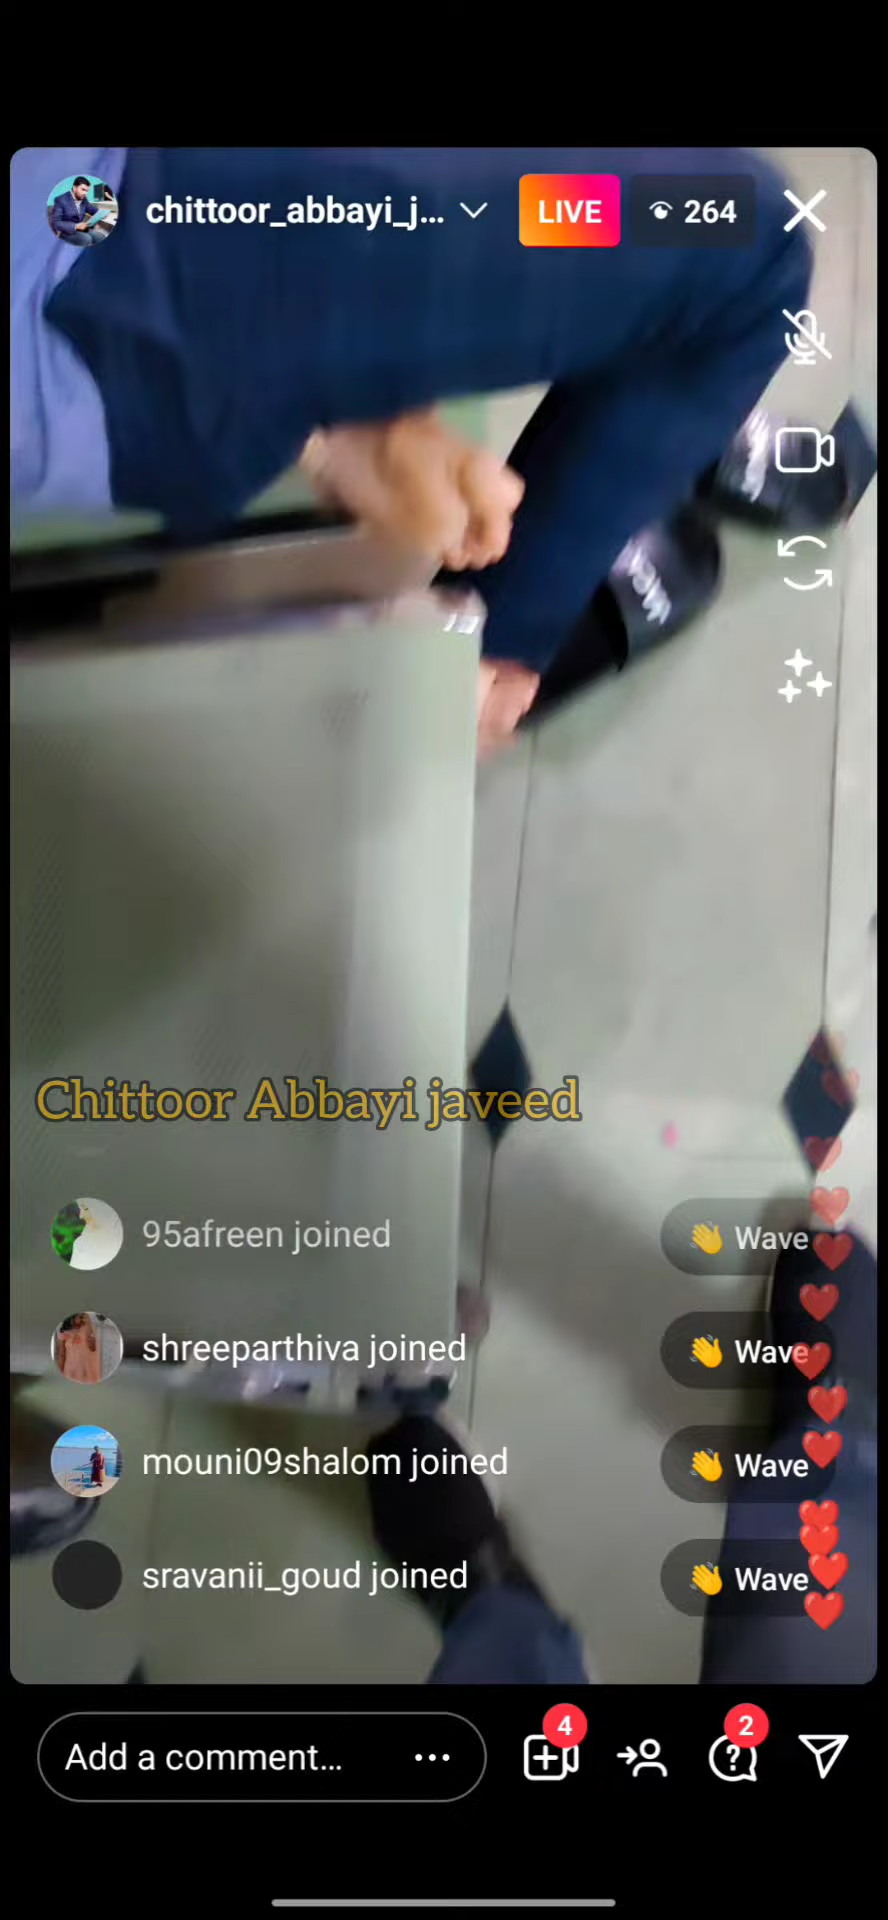 chittoor_abbayi_j...
LIVE
264
Chittoor Abbayi javeed
95afreen joined
Wave
shreeparthiva joined
Wave
mouni09shalom joined
Wave
sravanii_goud joined
Wave
4
2
Add a comment...